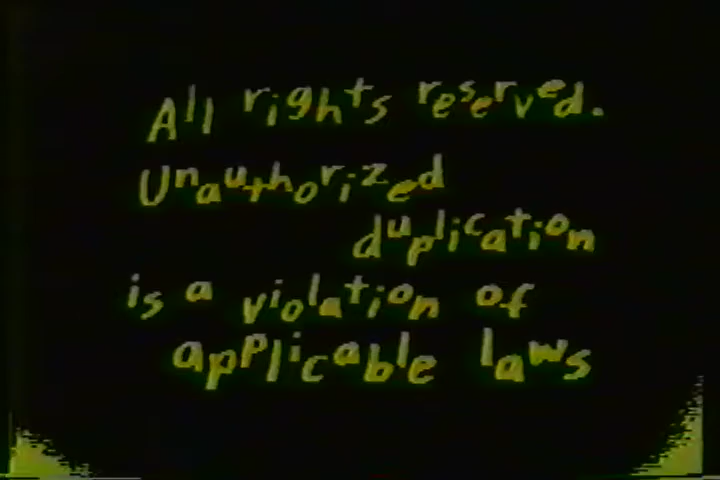 All rights reserved.
Unauthorized
duplication
is a violation of
applicable laws